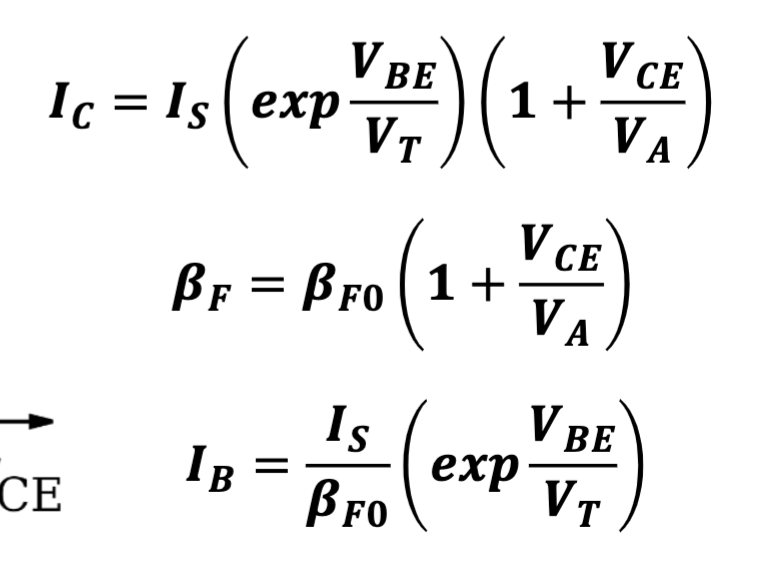 I_C = I_S (exp V_BE/V_T) (1 + V_CE/V_A)
β_F = β_F0 (1 + V_CE/V_A)
I_B = I_S/β_F0 (exp V_BE/V_T)
CE